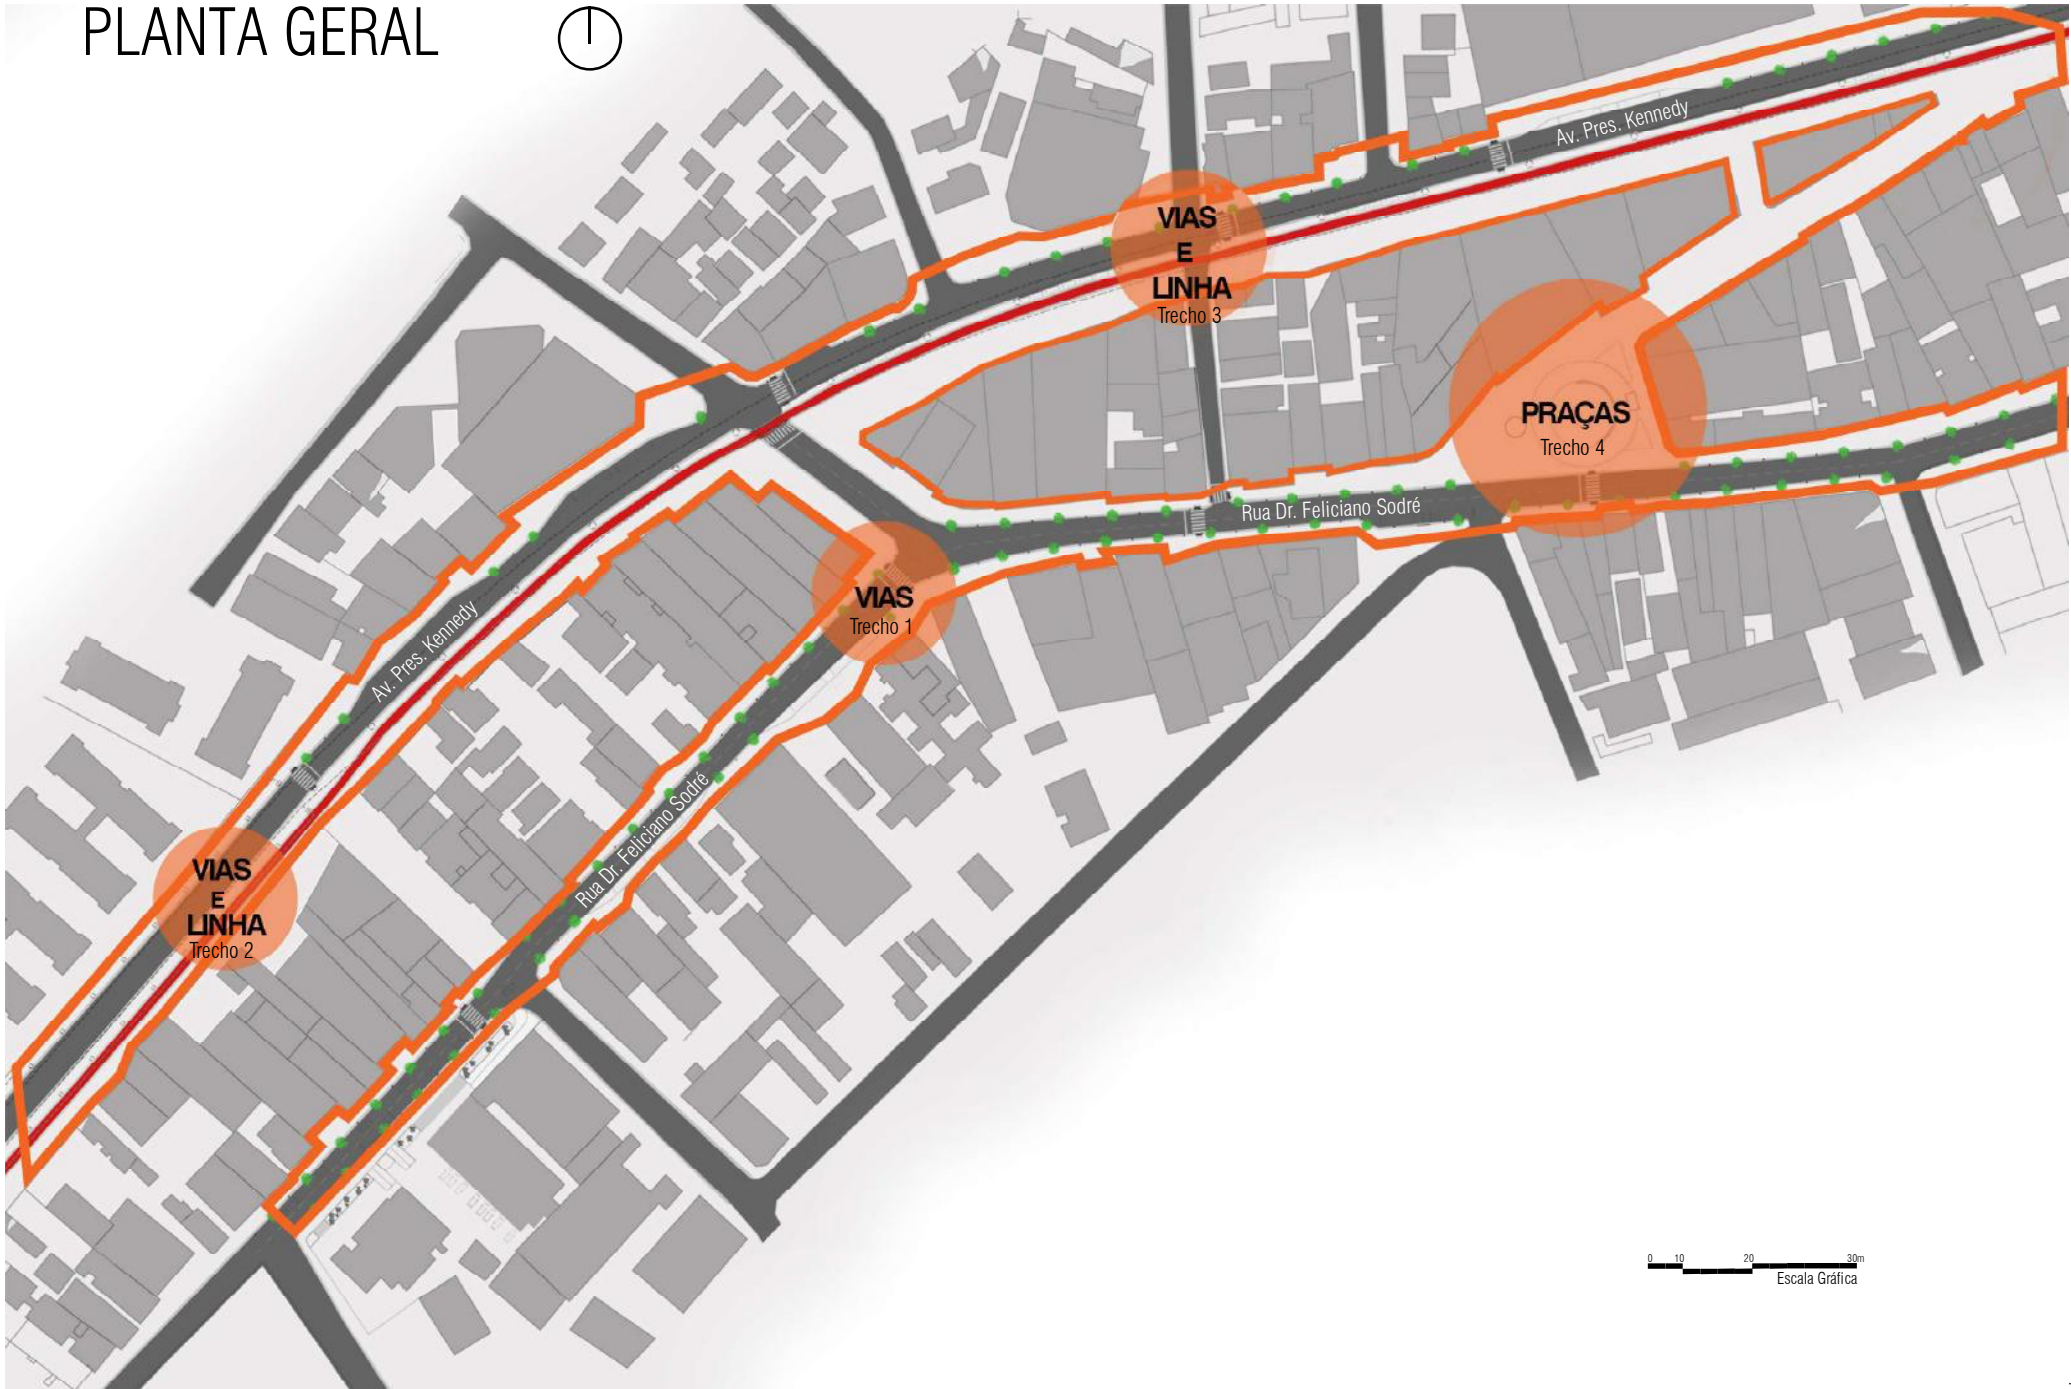 PLANTA GERAL
Av. Pres. Kennedy
VIAS
E
LINHA
Trecho 3
PRAÇAS
Trecho 4
Rua Dr. Feliciano Sodré
VIAS
Trecho 1
Av. Pres. Kennedy
Rua Dr. Feliciano Sodré
VIAS
E
LINHA
Trecho 2
0 10 20 30m
Escala Gráfica